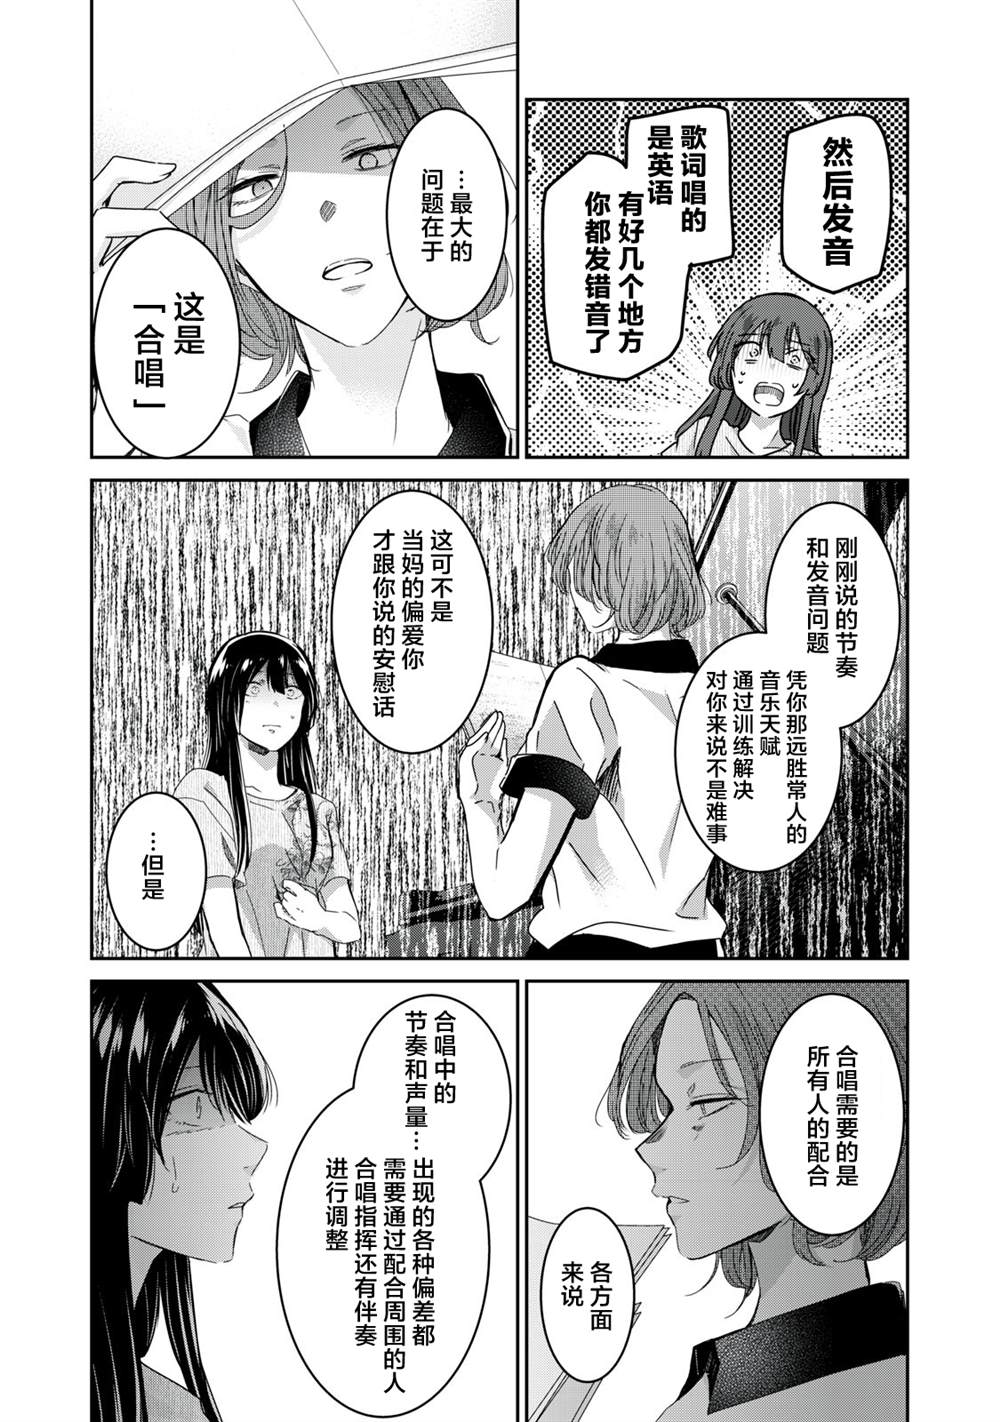 然后发音
歌词唱的
是英语
有好几个地方
你都发错音了
…最大的
问题在于
这是
「合唱」
刚刚说的节奏
和发音问题
凭你那远胜常人的
音乐天赋
通过训练解决
对你来说不是难事
这可不是
当妈的偏爱你
才跟你说的安慰话
…但是
合唱需要的是
所有人的配合
各方面
来说
合唱中的
节奏和声量…
出现的各种偏差都
需要通过配合周围的人
合唱指挥还有伴奏
进行调整